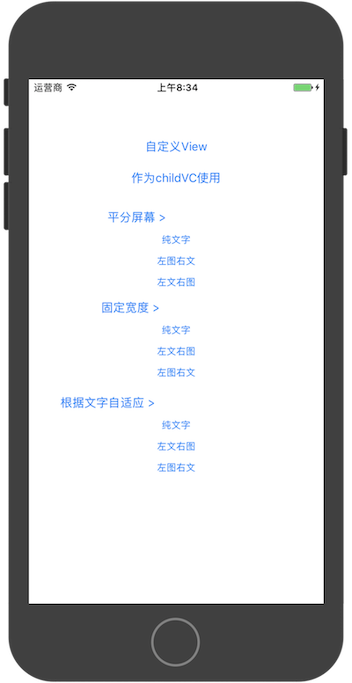 运营商 上午8:34
自定义View
作为childVC使用
平分屏幕 >
纯文字
左图右文
左文右图
固定宽度 >
纯文字
左文右图
左图右文
根据文字自适应 >
纯文字
左文右图
左图右文